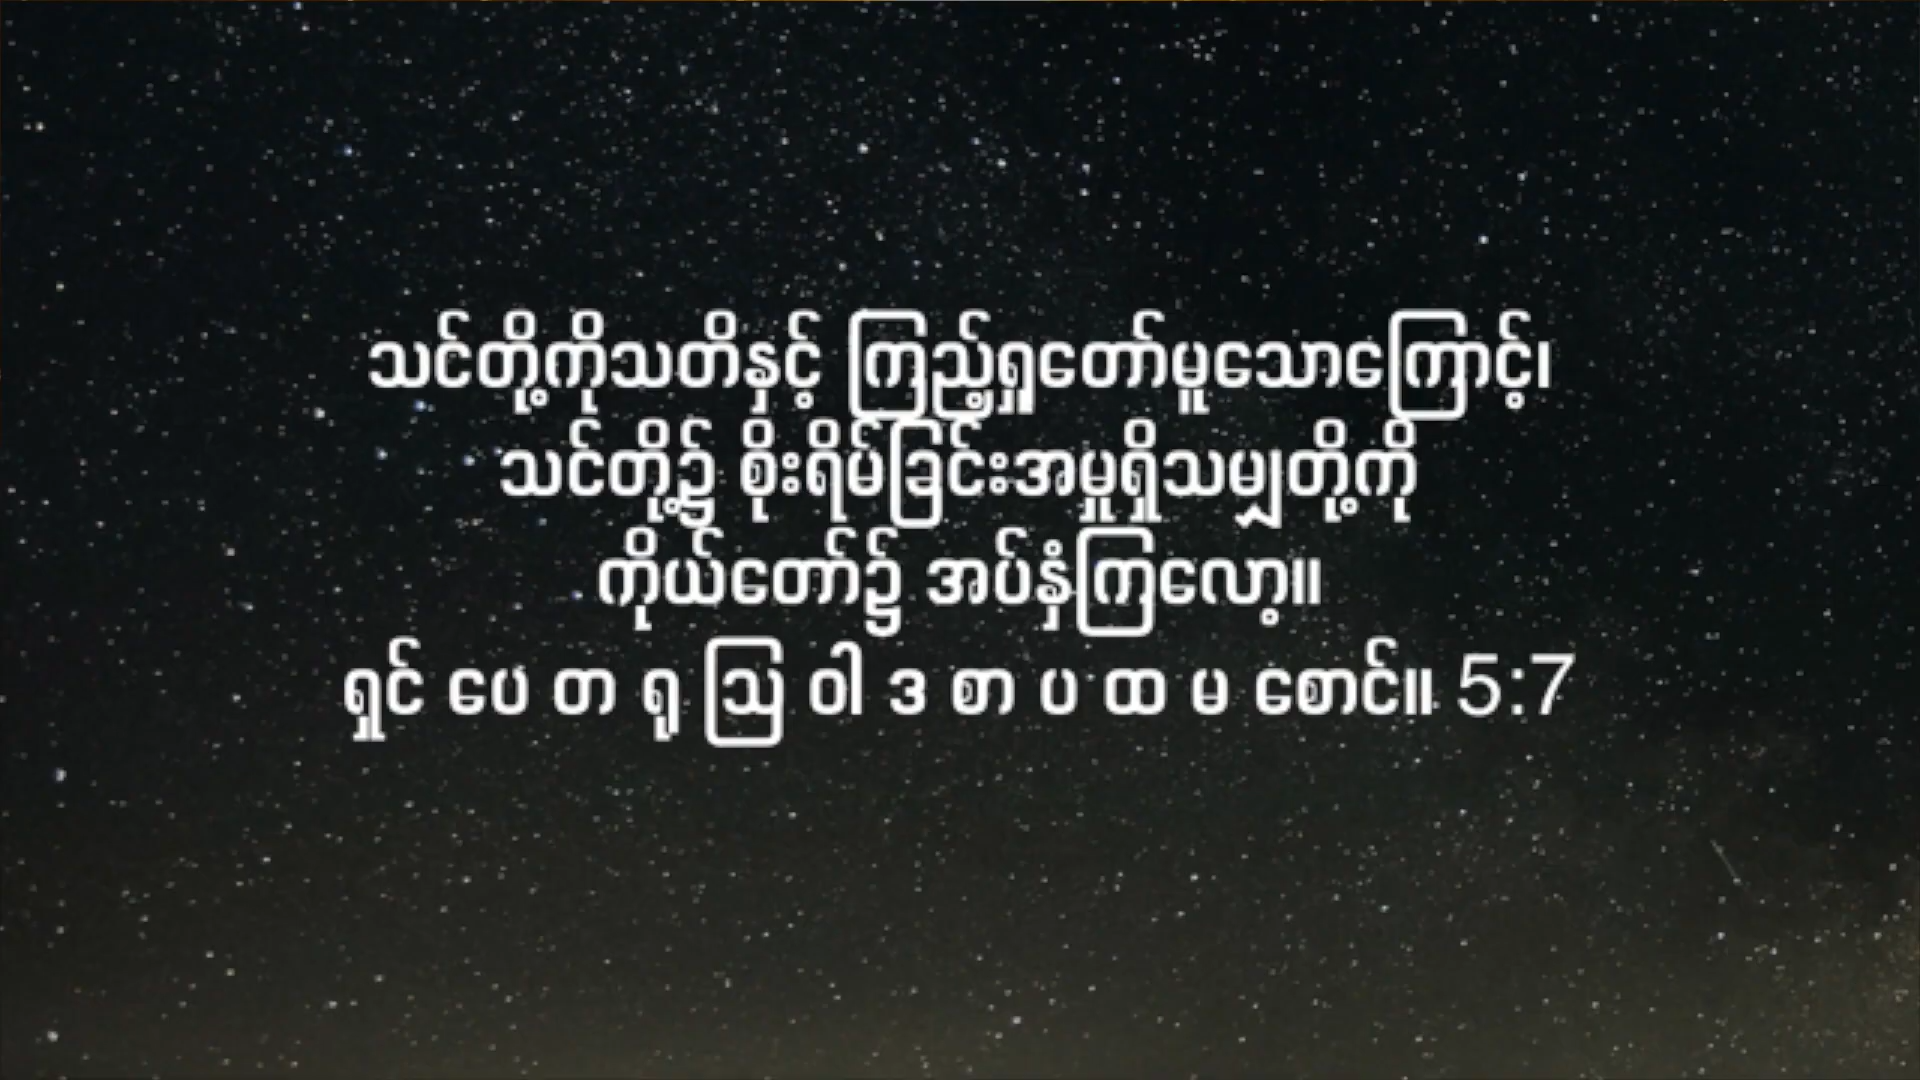 သင်တို့ကိုသတိနှင့် ကြည့်ရှုတော်မူသောကြောင့်၊
သင်တို့၌ စိုးရိမ်ခြင်းအမှုရှိသမျှတို့ကို
ကိုယ်တော်၌ အပ်နှံကြလော့။
ရှင် ပေ တ ရု ဩ ဝါ ဒ စာ ပ ထ မ စောင်။ 5:7